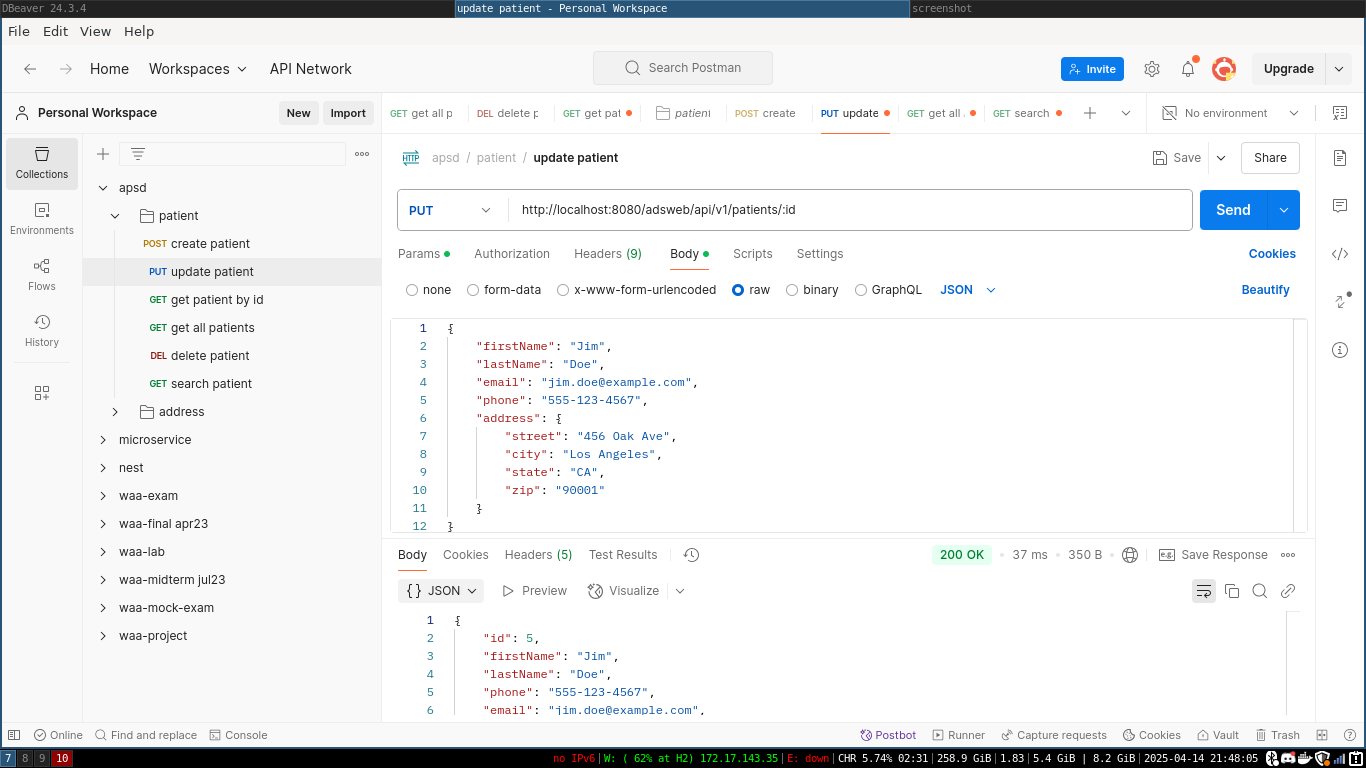 DBeaver 24.3.4
update patient - Personal Workspace
screenshot
File Edit View Help
Home Workspaces API Network
Search Postman
Invite
Upgrade
Personal Workspace
New Import
GET get all p
DEL delete p
GET get pat
patient
POST create
PUT update
GET get all
GET search
No environment
Collections
Environments
Flows
History
apsd
patient
POST create patient
PUT update patient
GET get patient by id
GET get all patients
DEL delete patient
GET search patient
address
microservice
nest
waa-exam
waa-final apr23
waa-lab
waa-midterm jul23
waa-mock-exam
waa-project
HTTP apsd / patient / update patient
Save
Share
PUT http://localhost:8080/adsweb/api/v1/patients/:id
Send
Params Authorization Headers (9) Body Scripts Settings Cookies
none form-data x-www-form-urlencoded raw binary GraphQL JSON Beautify
1 {
2 "firstName": "Jim",
3 "lastName": "Doe",
4 "email": "jim.doe@example.com",
5 "phone": "555-123-4567",
6 "address": {
7 "street": "456 Oak Ave",
8 "city": "Los Angeles",
9 "state": "CA",
10 "zip": "90001"
11 }
12 }
Body Cookies Headers (5) Test Results 200 OK 37 ms 350 B e.g. Save Response
{} JSON Preview Visualize
1 {
2 "id": 5,
3 "firstName": "Jim",
4 "lastName": "Doe",
5 "phone": "555-123-4567",
6 "email": "jim.doe@example.com",
Online Find and replace Console Postbot Runner Capture requests Cookies Vault Trash
7 8 9 10 no IPv6|W: ( 62% at H2) 172.17.143.35|E: down|CHR 5.74% 02:31|258.9 GiB|1.83|5.4 GiB | 8.2 GiB|2025-04-14 21:48:05